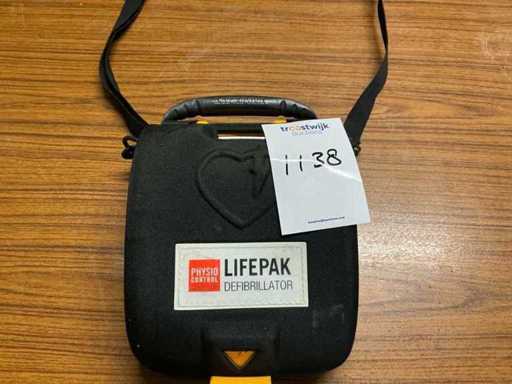 troostwijk
1138
PHYSIO
CONTROL
LIFEPAK
DEFIBRILLATOR